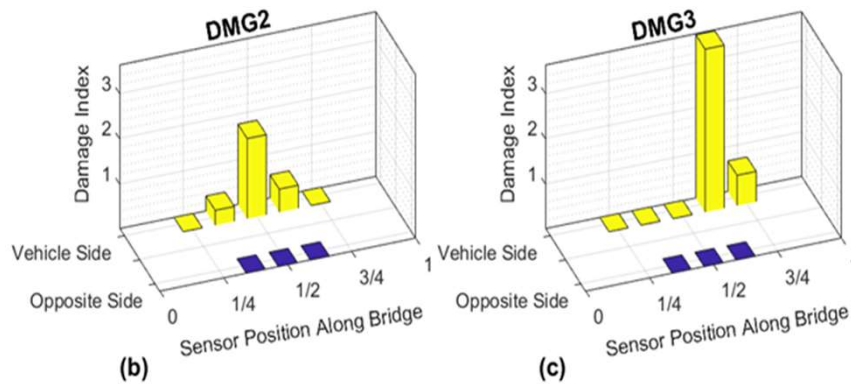 DMG2
Damage Index
3
2
1
Vehicle Side
Opposite Side
0
1/4
1/2
3/4
1
Sensor Position Along Bridge
(b)
DMG3
Damage Index
3
2
1
Vehicle Side
Opposite Side
0
1/4
1/2
3/4
Sensor Position Along Bridge
(c)